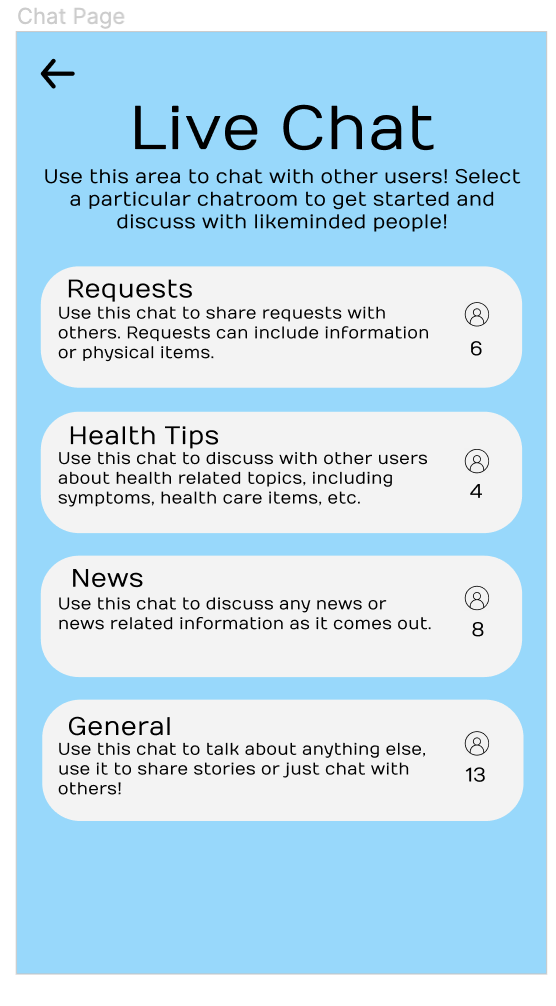 Chat Page
Live Chat
Use this area to chat with other users! Select
a particular chatroom to get started and
discuss with likeminded people!
Requests
Use this chat to share requests with
others. Requests can include information
or physical items.
6
Health Tips
Use this chat to discuss with other users
about health related topics, including
symptoms, health care items, etc.
4
News
Use this chat to discuss any news or
news related information as it comes out.
8
General
Use this chat to talk about anything else,
use it to share stories or just chat with
others!
13